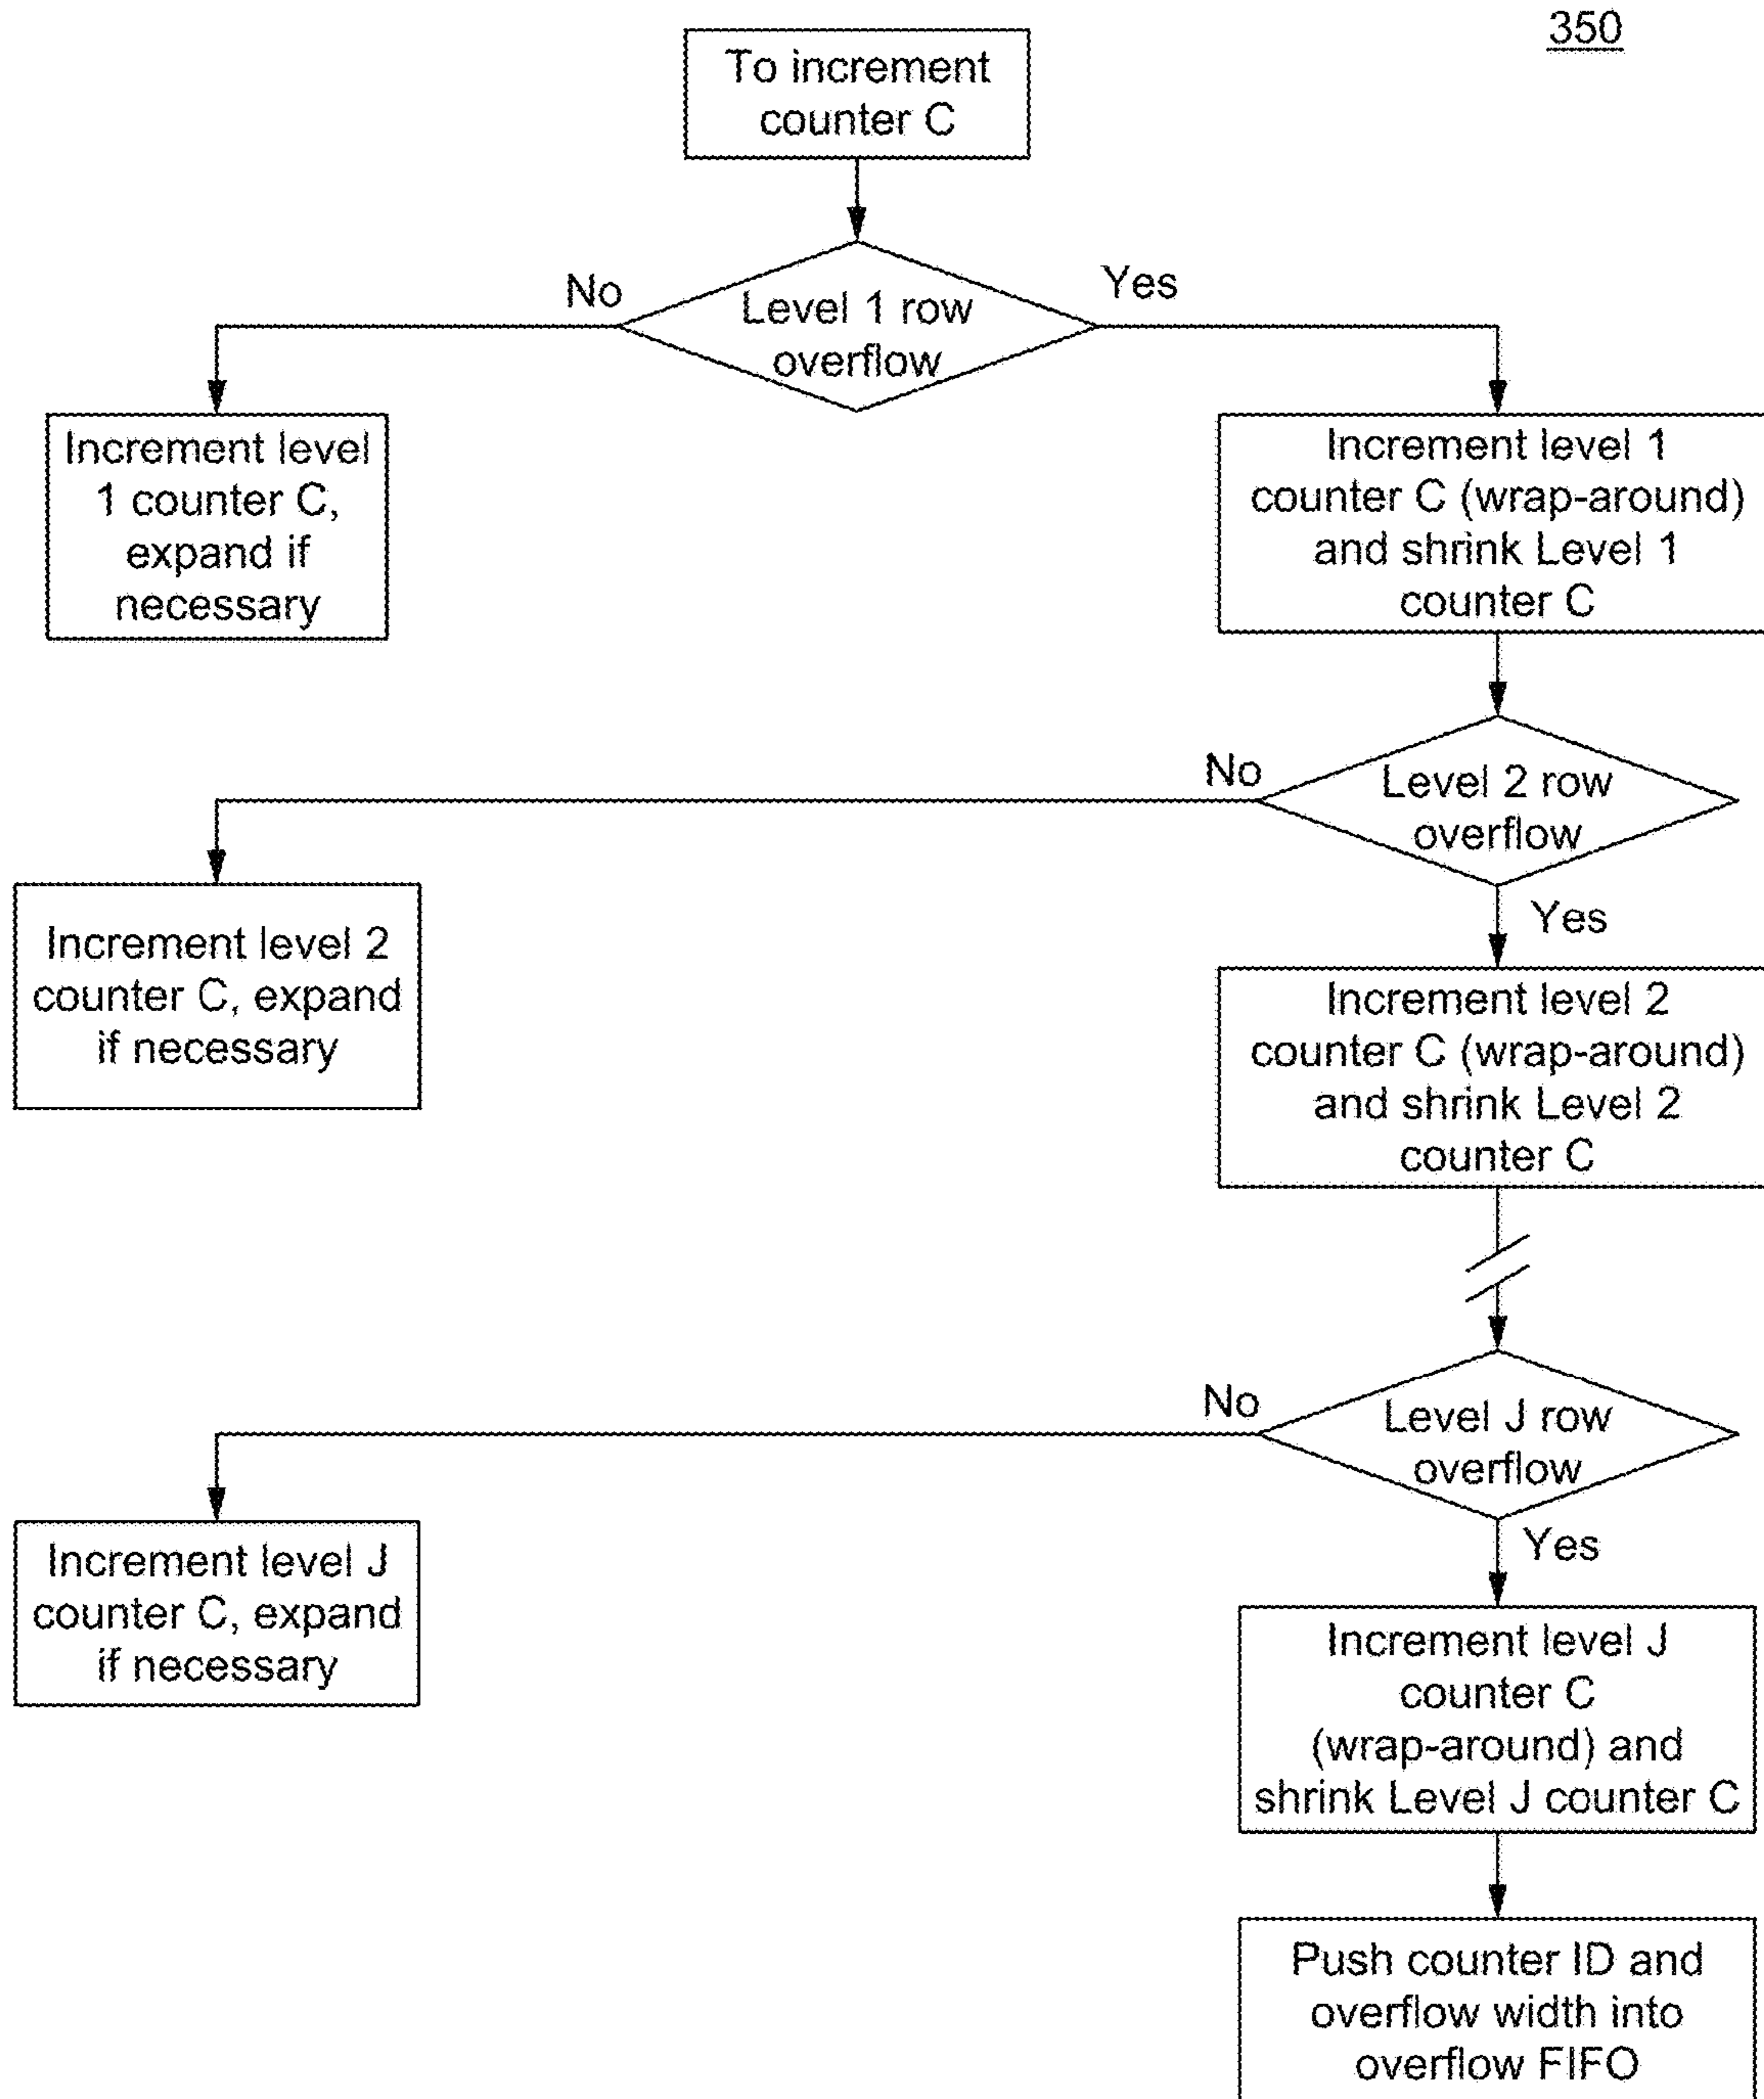 350
To increment
counter C
No
Yes
Level 1 row
overflow
Increment level
1 counter C,
expand if
necessary
Increment level 1
counter C (wrap-around)
and shrink Level 1
counter C
No
Level 2 row
overflow
Yes
Increment level 2
counter C, expand
if necessary
Increment level 2
counter C (wrap-around)
and shrink Level 2
counter C
No
Level J row
overflow
Yes
Increment level J
counter C, expand
if necessary
Increment level J
counter C
(wrap-around) and
shrink Level J counter C
Push counter ID and
overflow width into
overflow FIFO